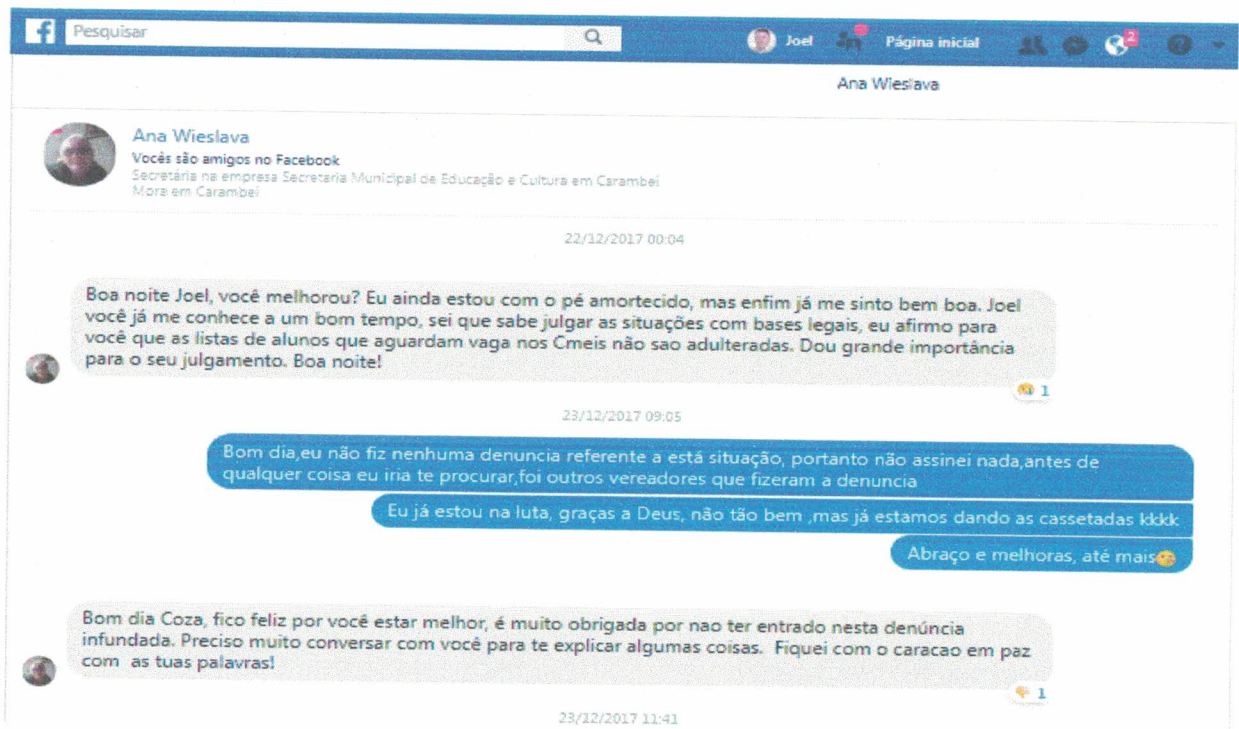 f Pesquisar Joel Página inicial 2 ?
Ana Wieslava
Ana Wieslava
Vocês são amigos no Facebook
Secretária na empresa Secretaria Municipal de Educação e Cultura em Carambeí
Mora em Carambeí
22/12/2017 00:04
Boa noite Joel, você melhorou? Eu ainda estou com o pé amortecido, mas enfim já me sinto bem boa. Joel
você já me conhece a um bom tempo, sei que sabe julgar as situações com bases legais, eu afirmo para
você que as listas de alunos que aguardam vaga nos Cmeis não sao adulteradas. Dou grande importância
para o seu julgamento. Boa noite!
1
23/12/2017 09:05
Bom dia,eu não fiz nenhuma denuncia referente a está situação, portanto não assinei nada,antes de
qualquer coisa eu iria te procurar,foi outros vereadores que fizeram a denuncia
Eu já estou na luta, graças a Deus, não tão bem ,mas já estamos dando as cassetadas kkkk
Abraço e melhoras, até mais😘
Bom dia Coza, fico feliz por você estar melhor, é muito obrigada por nao ter entrado nesta denúncia
infundada. Preciso muito conversar com você para te explicar algumas coisas. Fiquei com o caracao em paz
com as tuas palavras!
1
23/12/2017 11:41